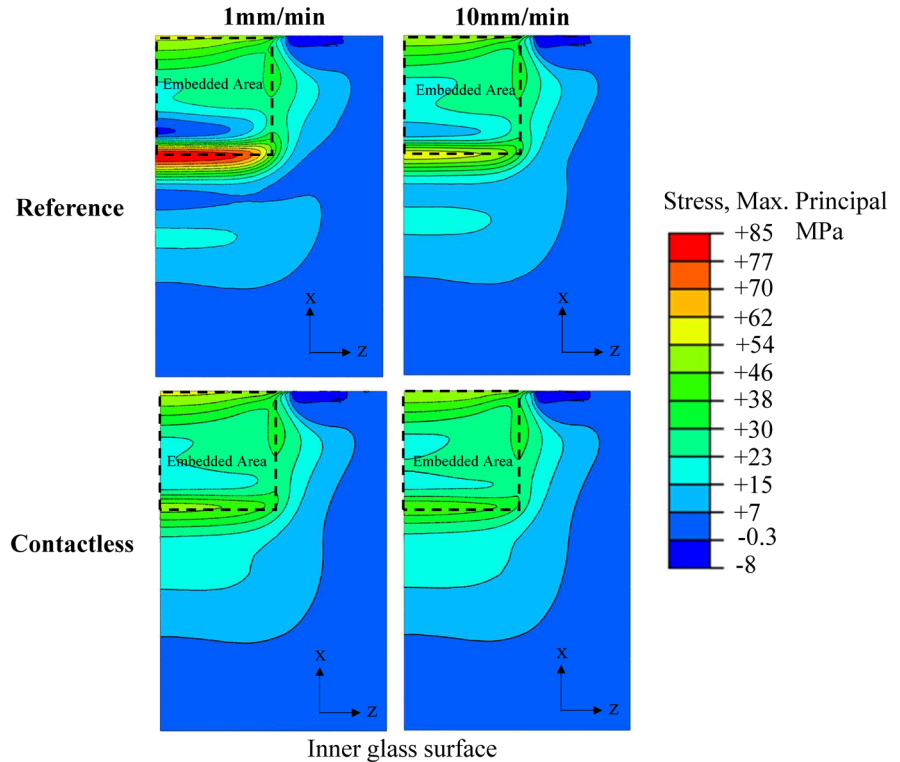 1mm/min
10mm/min
Embedded Area
Embedded Area
Reference
X
Z
X
Z
Stress, Max. Principal
MPa
+85
+77
+70
+62
+54
+46
+38
+30
+23
+15
+7
-0.3
-8
Embedded Area
Embedded Area
Contactless
X
Z
X
Z
Inner glass surface